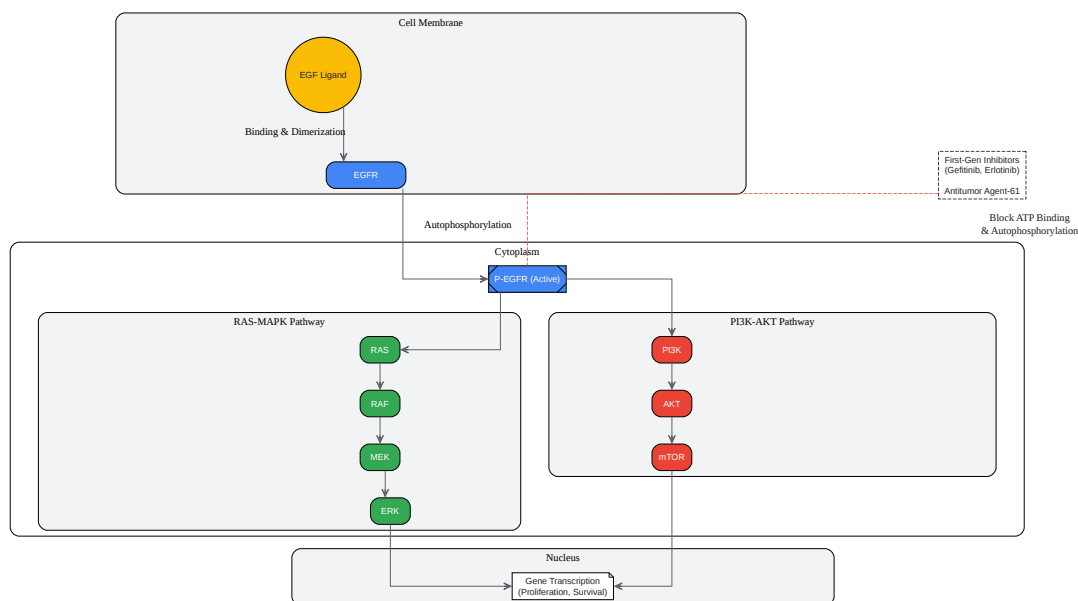 Cell Membrane
EGF Ligand
Binding & Dimerization
EGFR
First-Gen Inhibitors
(Gefitinib, Erlotinib)
Antitumor Agent-61
Block ATP Binding
& Autophosphorylation
Autophosphorylation
Cytoplasm
P-EGFR (Active)
RAS-MAPK Pathway
RAS
RAF
MEK
ERK
PI3K-AKT Pathway
PI3K
AKT
mTOR
Nucleus
Gene Transcription
(Proliferation, Survival)